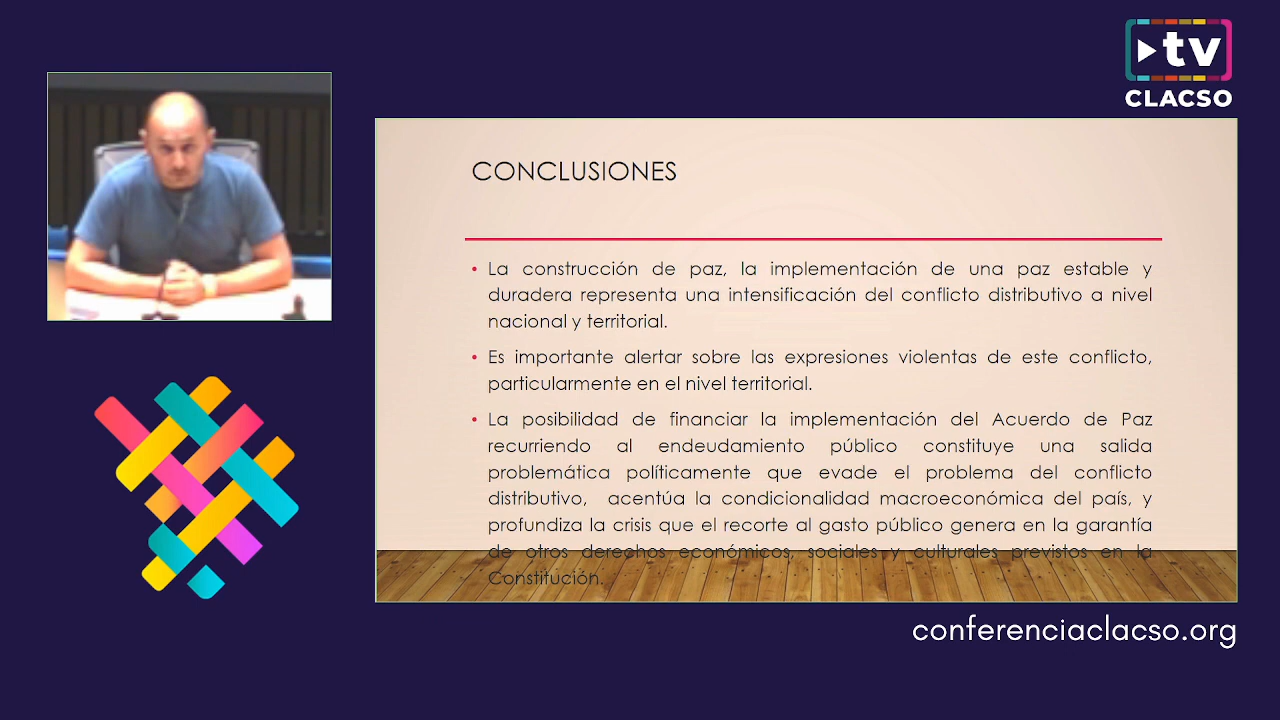 tv
CLACSO
CONCLUSIONES
• La construcción de paz, la implementación de una paz estable y
duradera representa una intensificación del conflicto distributivo a nivel
nacional y territorial.
• Es importante alertar sobre las expresiones violentas de este conflicto,
particularmente en el nivel territorial.
• La posibilidad de financiar la implementación del Acuerdo de Paz
recurriendo al endeudamiento público constituye una salida
problemática políticamente que evade el problema del conflicto
distributivo, acentúa la condicionalidad macroeconómica del país, y
profundiza la crisis que el recorte al gasto público genera en la garantía
de otros derechos económicos, sociales y culturales previstos en la
Constitución.
conferenciaclacso.org